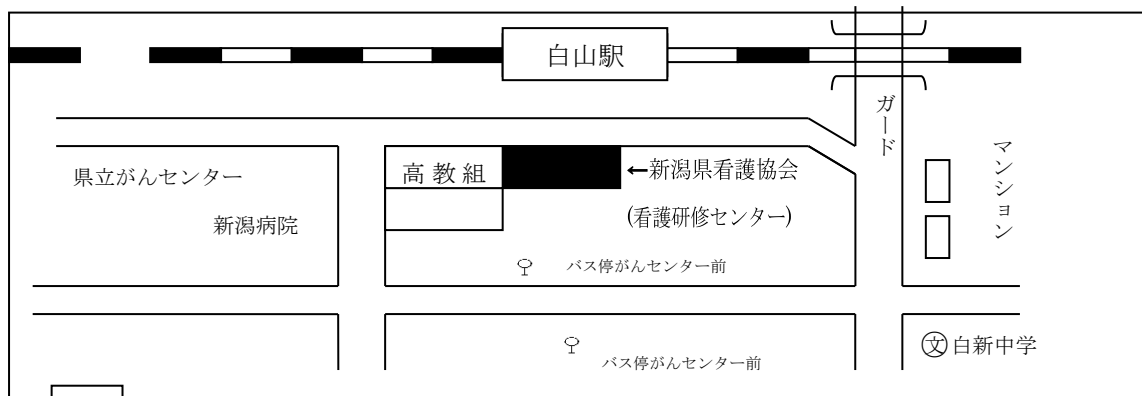 白山駅
ガード
マンション
高教組
←新潟県看護協会
(看護研修センター)
県立がんセンター
新潟病院
バス停がんセンター前
バス停がんセンター前
文白新中学